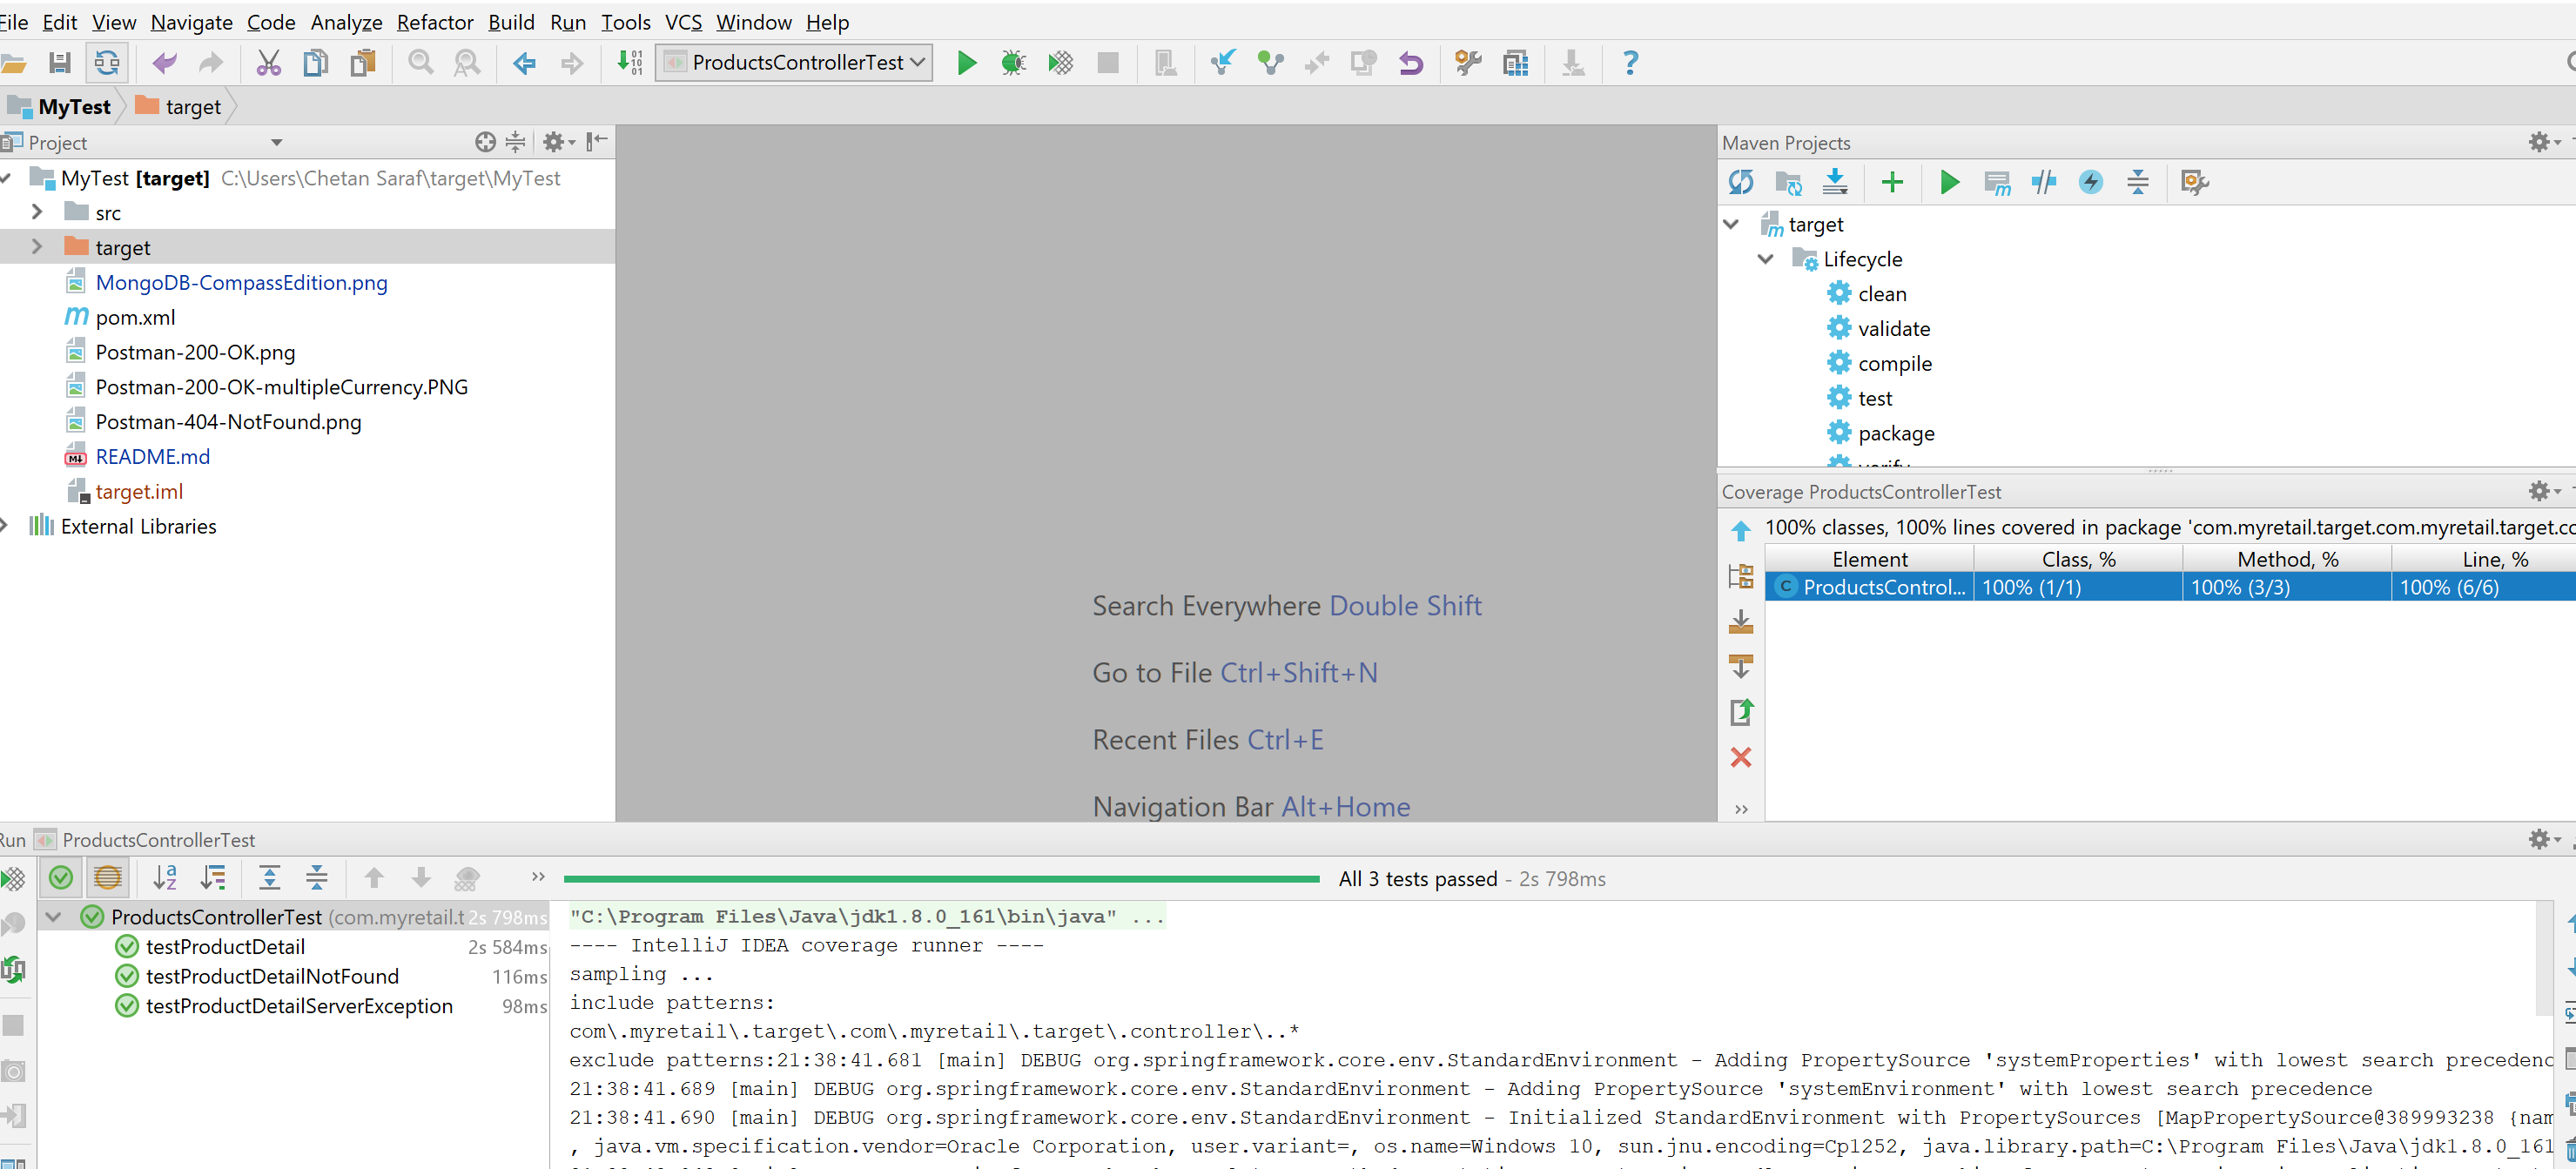 File Edit View Navigate Code Analyze Refactor Build Run Tools VCS Window Help
ProductsControllerTest
MyTest target
Project
MyTest [target] C:\Users\Chetan Saraf\target\MyTest
src
target
MongoDB-CompassEdition.png
pom.xml
Postman-200-OK.png
Postman-200-OK-multipleCurrency.PNG
Postman-404-NotFound.png
README.md
target.iml
External Libraries
Search Everywhere Double Shift
Go to File Ctrl+Shift+N
Recent Files Ctrl+E
Navigation Bar Alt+Home
Maven Projects
target
Lifecycle
clean
validate
compile
test
package
verify
Coverage ProductsControllerTest
100% classes, 100% lines covered in package 'com.myretail.target.com.myretail.target.co
Element Class, % Method, % Line, %
ProductsControl... 100% (1/1) 100% (3/3) 100% (6/6)
Run ProductsControllerTest
All 3 tests passed - 2s 798ms
ProductsControllerTest (com.myretail.t 2s 798ms
testProductDetail 2s 584ms
testProductDetailNotFound 116ms
testProductDetailServerException 98ms
"C:\Program Files\Java\jdk1.8.0_161\bin\java" ...
---- IntelliJ IDEA coverage runner ----
sampling ...
include patterns:
com\.myretail\.target\.com\.myretail\.target\.controller\..*
exclude patterns:21:38:41.681 [main] DEBUG org.springframework.core.env.StandardEnvironment - Adding PropertySource 'systemProperties' with lowest search precedenc
21:38:41.689 [main] DEBUG org.springframework.core.env.StandardEnvironment - Adding PropertySource 'systemEnvironment' with lowest search precedence
21:38:41.690 [main] DEBUG org.springframework.core.env.StandardEnvironment - Initialized StandardEnvironment with PropertySources [MapPropertySource@389993238 {nam
, java.vm.specification.vendor=Oracle Corporation, user.variant=, os.name=Windows 10, sun.jnu.encoding=Cp1252, java.library.path=C:\Program Files\Java\jdk1.8.0_161